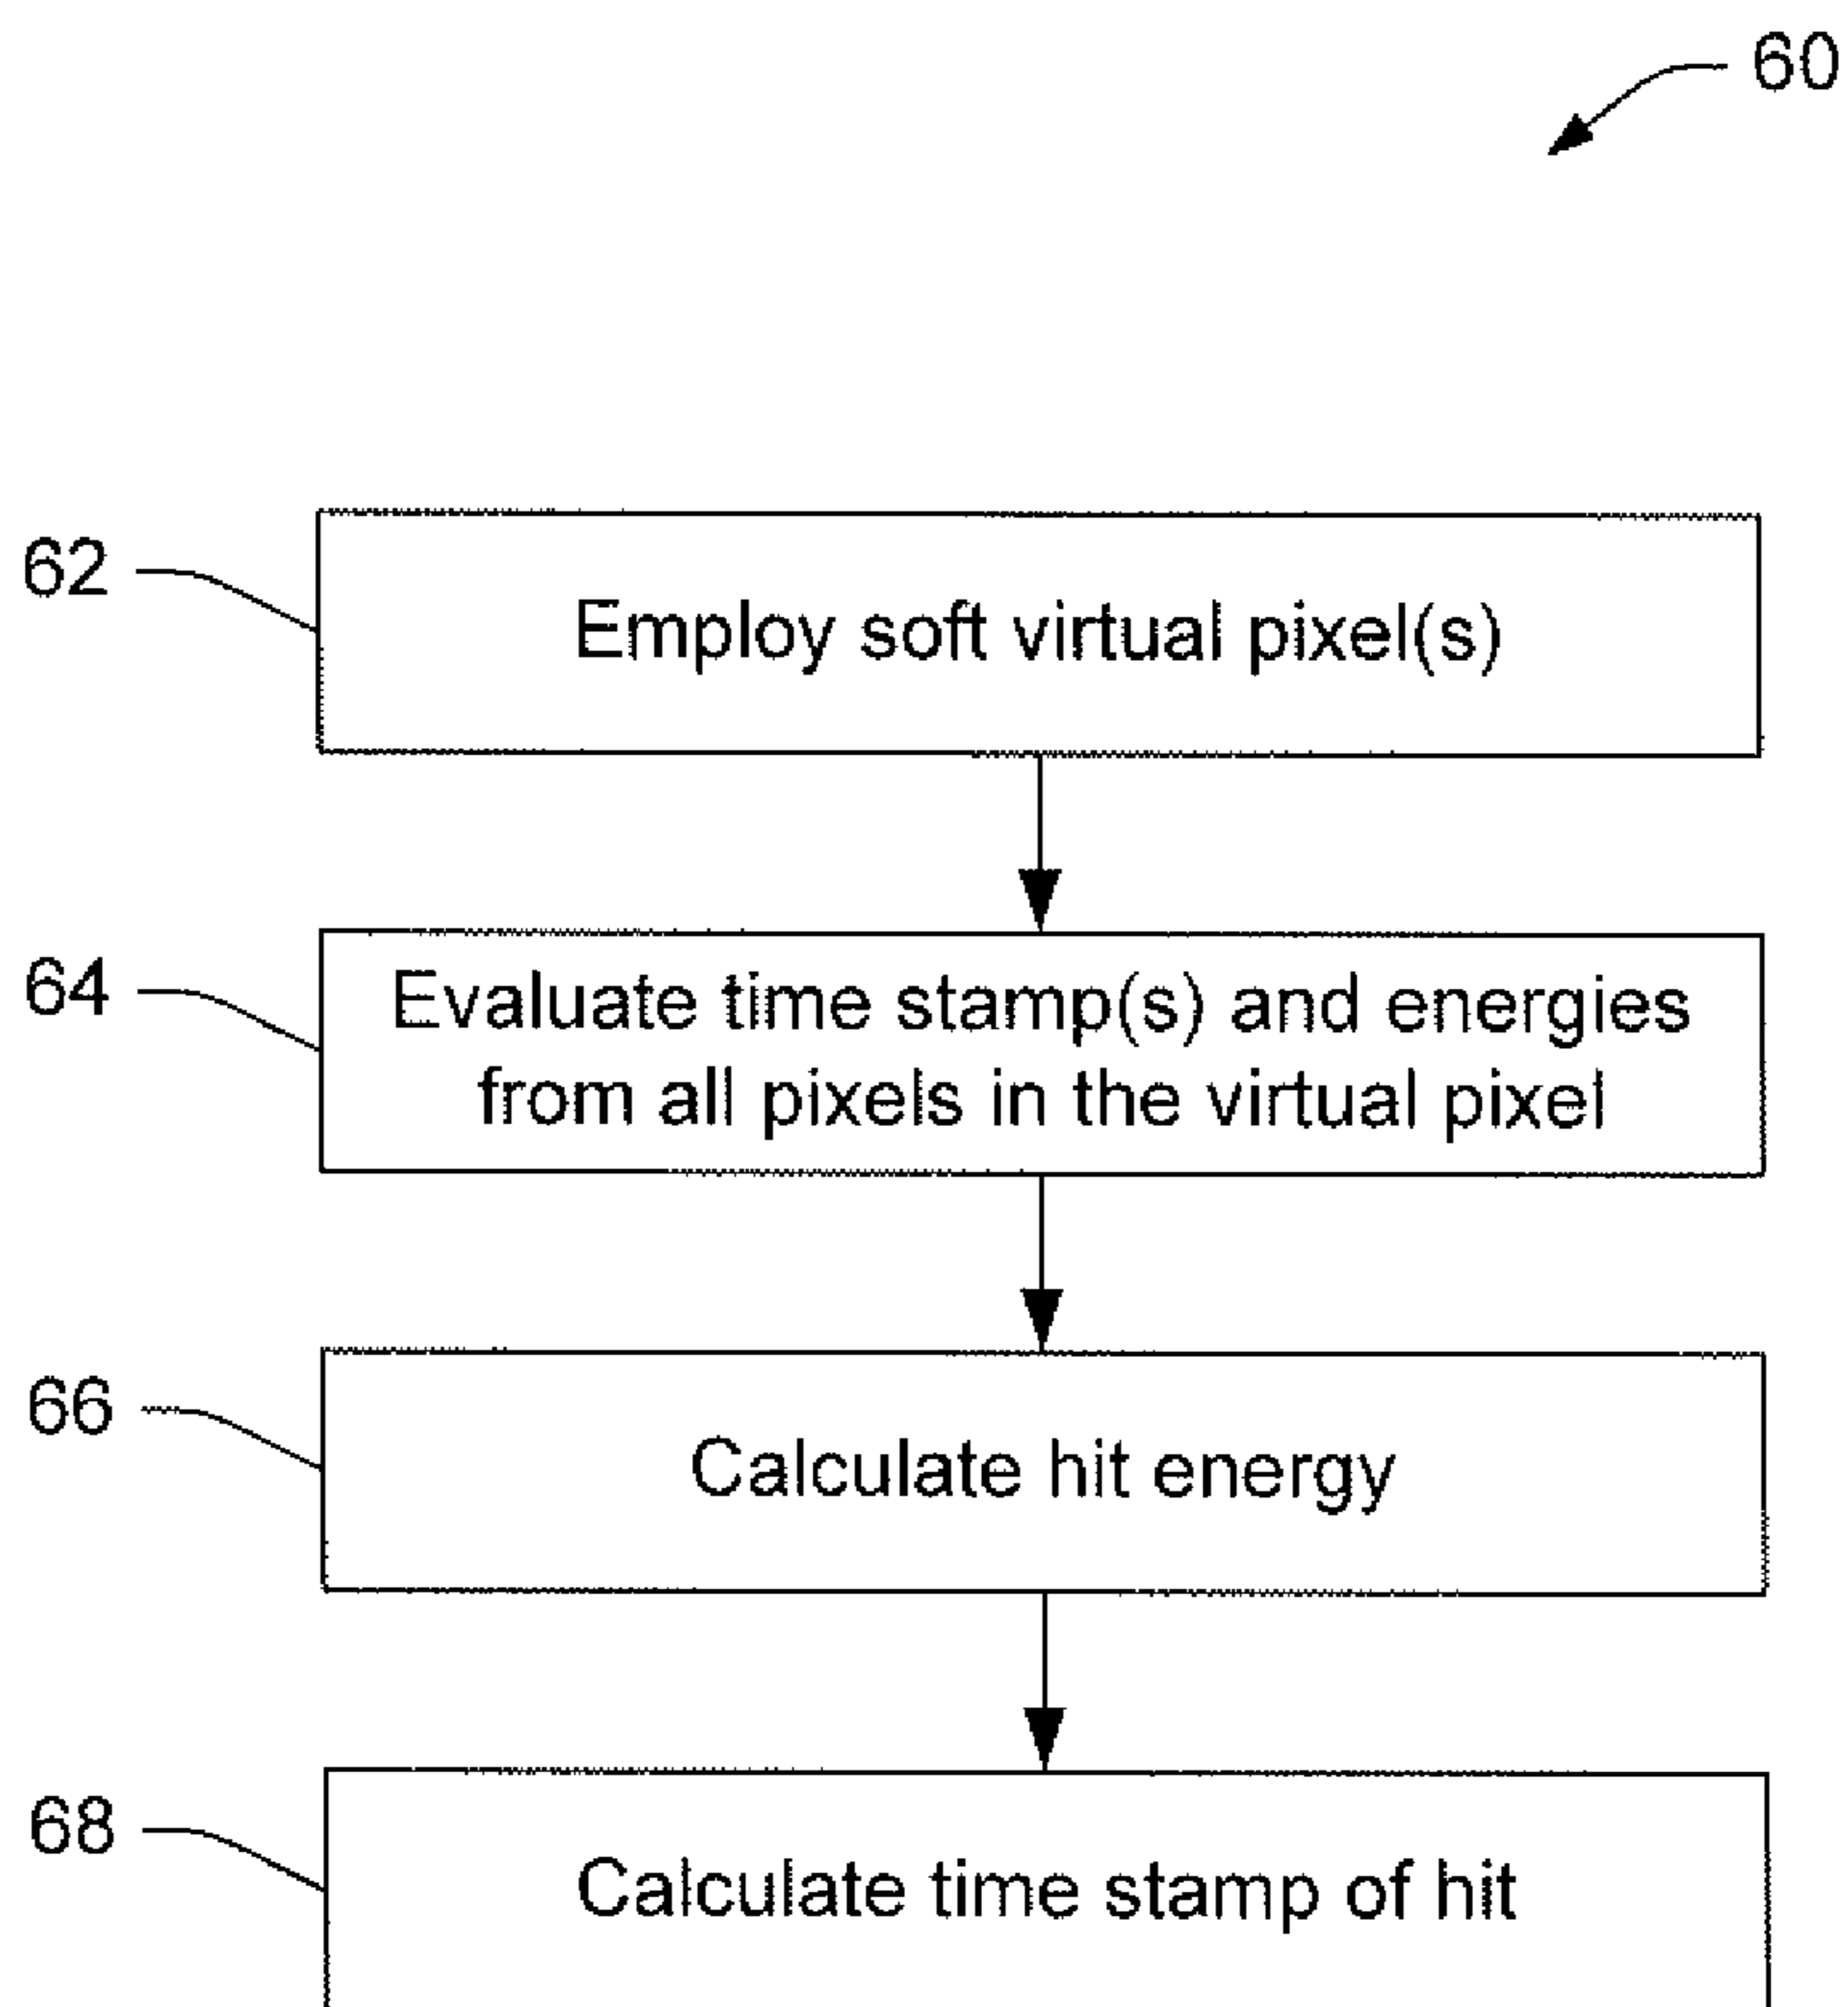 60
62
Employ soft virtual pixel(s)
64
Evaluate time stamp(s) and energies
from all pixels in the virtual pixel
66
Calculate hit energy
68
Calculate time stamp of hit